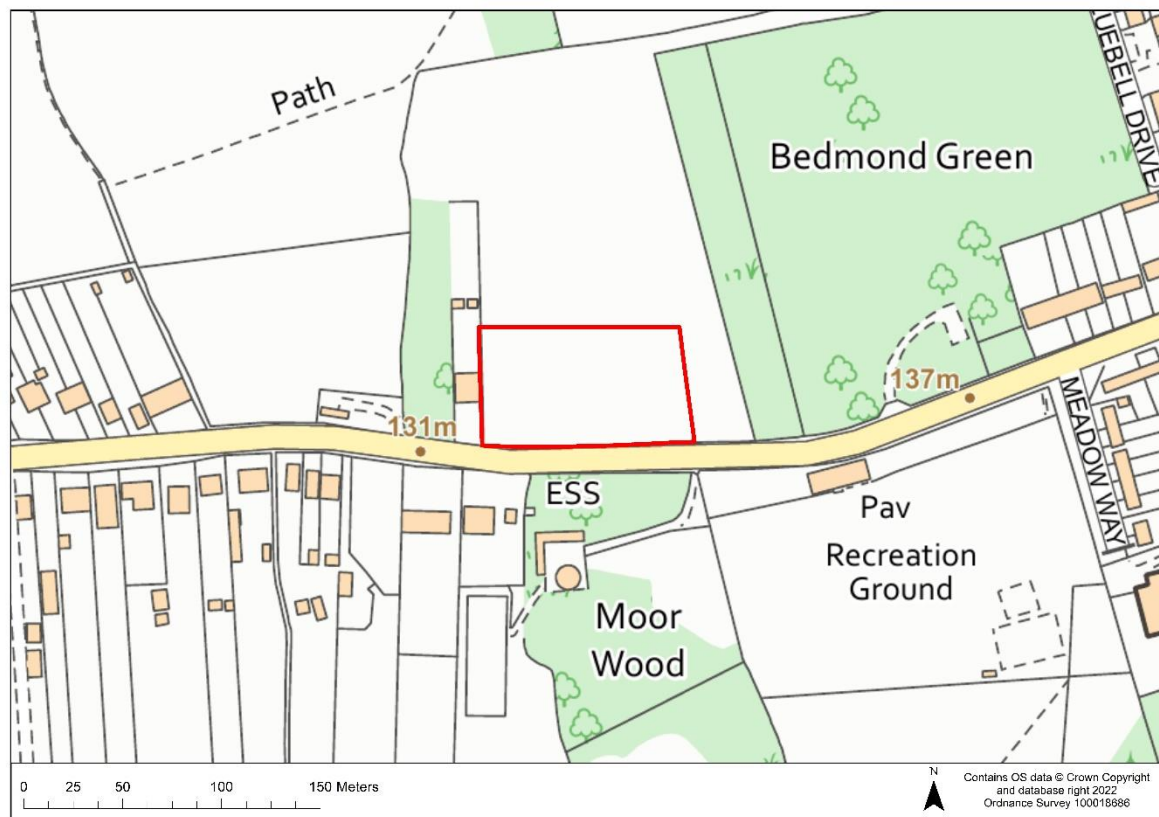 Path
UEBELL DRIVE
Bedmond Green
137m
131m
MEADOW WAY
ESS
Pav
Recreation
Ground
Moor
Wood
0 25 50 100 150 Meters
N
Contains OS data © Crown Copyright
and database right 2022
Ordnance Survey 100018686